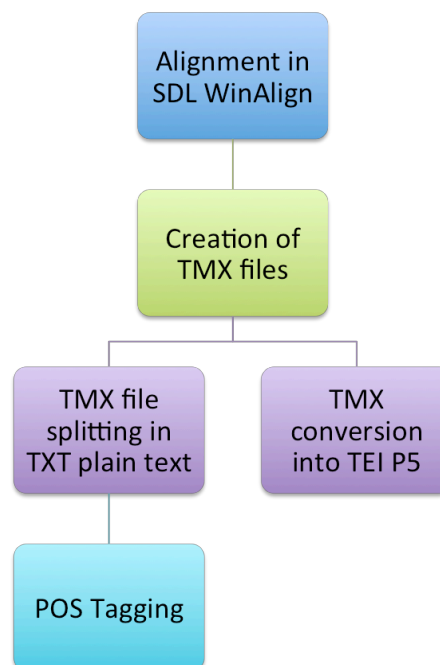 Alignment in
SDL WinAlign
Creation of
TMX files
TMX file
splitting in
TXT plain text
TMX
conversion
into TEI P5
POS Tagging